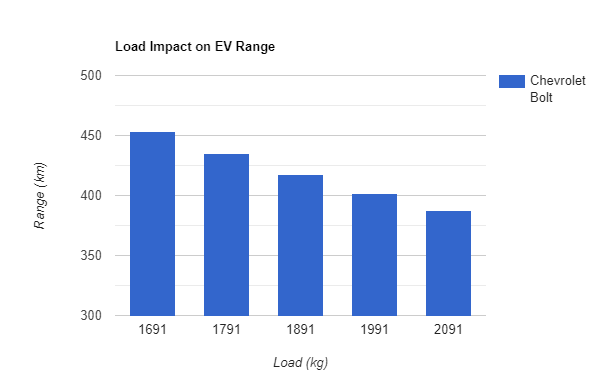 Load Impact on EV Range
500
450
400
350
300
Range (km)
1691 1791 1891 1991 2091
Load (kg)
Chevrolet
Bolt